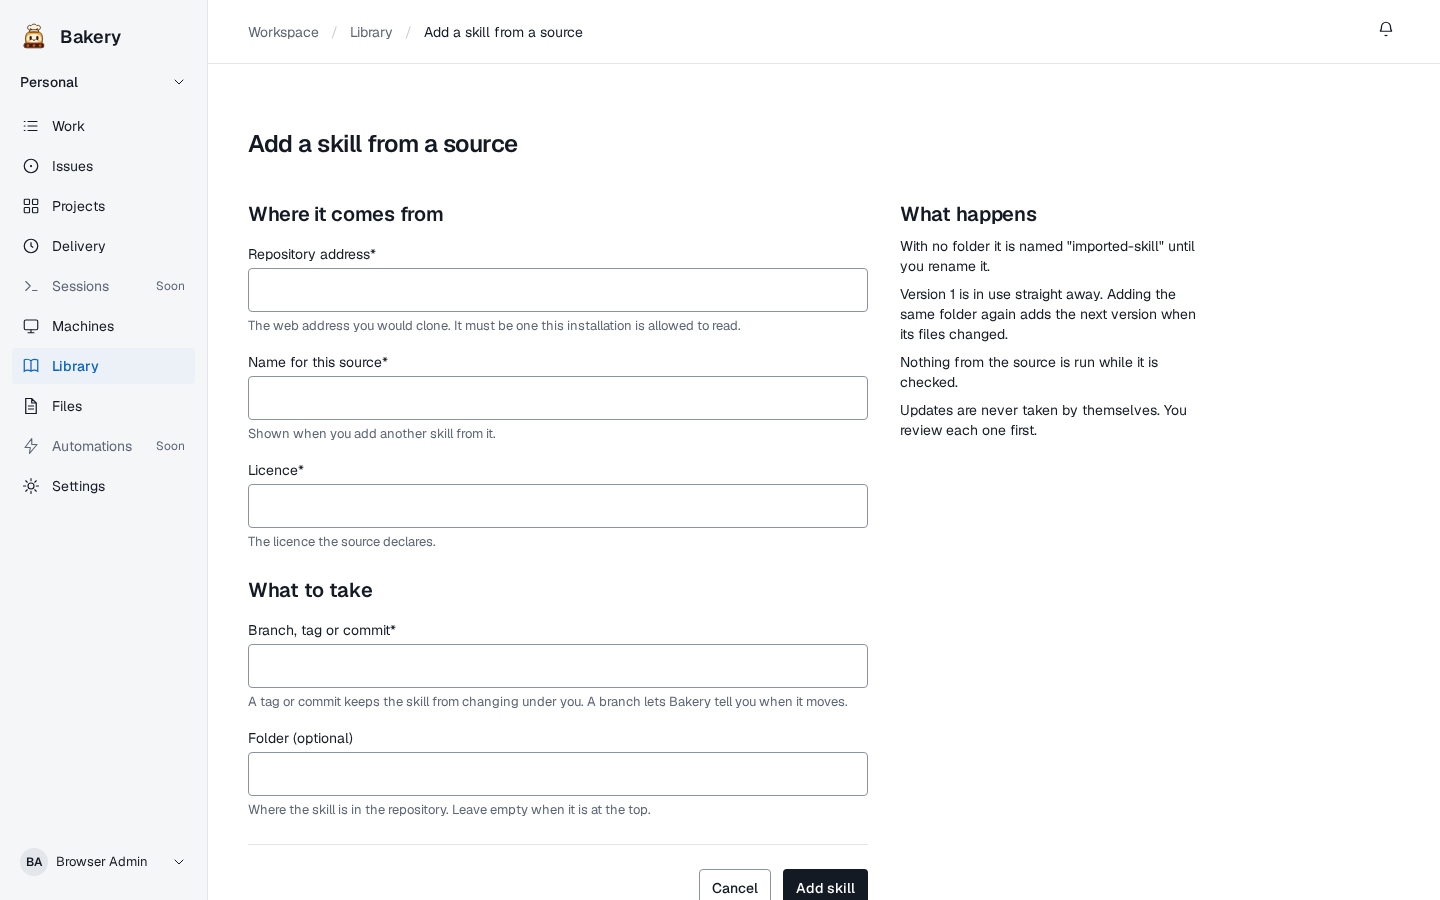 Bakery
Personal
Work
Issues
Projects
Delivery
Sessions Soon
Machines
Library
Files
Automations Soon
Settings
BA Browser Admin
Workspace / Library / Add a skill from a source
Add a skill from a source
Where it comes from
Repository address*
The web address you would clone. It must be one this installation is allowed to read.
Name for this source*
Shown when you add another skill from it.
Licence*
The licence the source declares.
What to take
Branch, tag or commit*
A tag or commit keeps the skill from changing under you. A branch lets Bakery tell you when it moves.
Folder (optional)
Where the skill is in the repository. Leave empty when it is at the top.
Cancel Add skill
What happens
With no folder it is named "imported-skill" until
you rename it.
Version 1 is in use straight away. Adding the
same folder again adds the next version when
its files changed.
Nothing from the source is run while it is
checked.
Updates are never taken by themselves. You
review each one first.